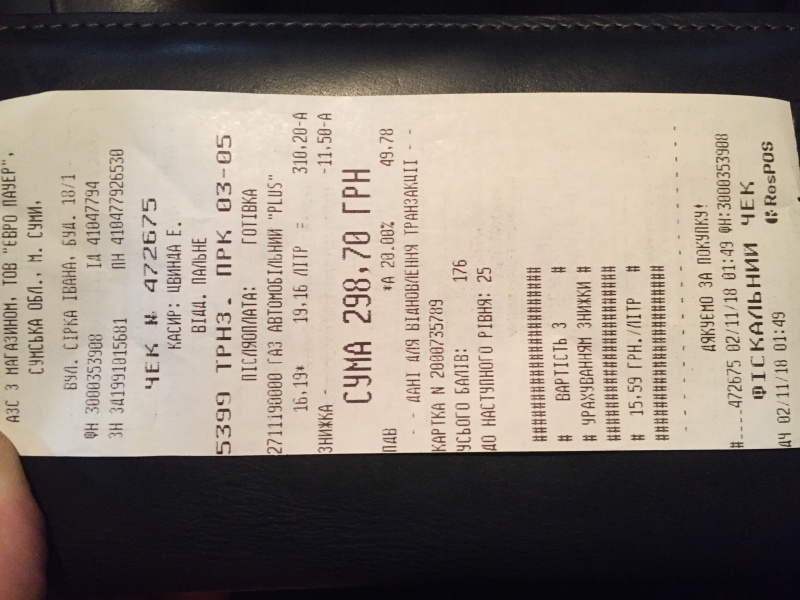 АЗС З МАГАЗИНОМ, ТОВ "ЄВРО ПАУЕР",
СУМСЬКА ОБЛ., М. СУМИ,
ВУЛ. СІРКА ІВАНА, БУД. 18/1
ФН 3000353908 ІД 41047794
ЗН ЗД1991015681 ПН 410477926530
ЧЕК № 472675
КАСИР: ЦВИНДА Е.
ВІДД. ПАЛЬНЕ
5399 ТРНЗ. ПРК 03-05
ПІСЛЯОПЛАТА: ГОТІВКА
2711190000 ГАЗ АВТОМОБІЛЬНИЙ "PLUS"
16.19* 19.16 ЛІТР = 310,20-А
ЗНИЖКА - -11,50-А
СУМА 298,70 ГРН
ПДВ *А 20.00% 49,78
- - ДАНІ ДЛЯ ВІДНОВЛЕННЯ ТРАНЗАКЦІЇ - -
КАРТКА N 2000735789
УСЬОГО БАЛІВ: 176
ДО НАСТУПНОГО РІВНЯ: 25
######################
# ВАРТІСТЬ З #
# УРАХУВАННЯМ ЗНИЖКИ #
######################
# 15.59 ГРН./ЛІТР #
######################
- - - - - - - - - - - - - - - - - - - -
ДЯКУЄМО ЗА ПОКУПКУ!
#----472675 02/11/18 01:49 ФН:3000353908
ФІСКАЛЬНИЙ ЧЕК
ДЧ 02/11/18 01:49 ResPOS